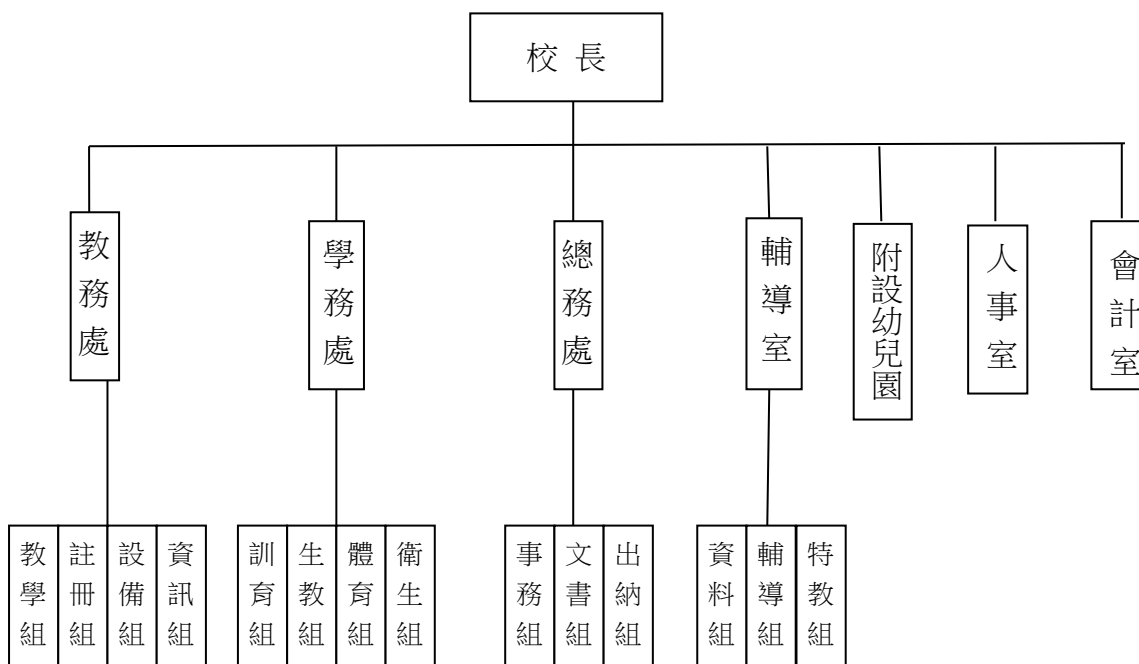 校長
教務處
學務處
總務處
輔導室
附設幼兒園
人事室
會計室
教學組
註冊組
設備組
資訊組
訓育組
生教組
體育組
衛生組
事務組
文書組
出納組
資料組
輔導組
特教組